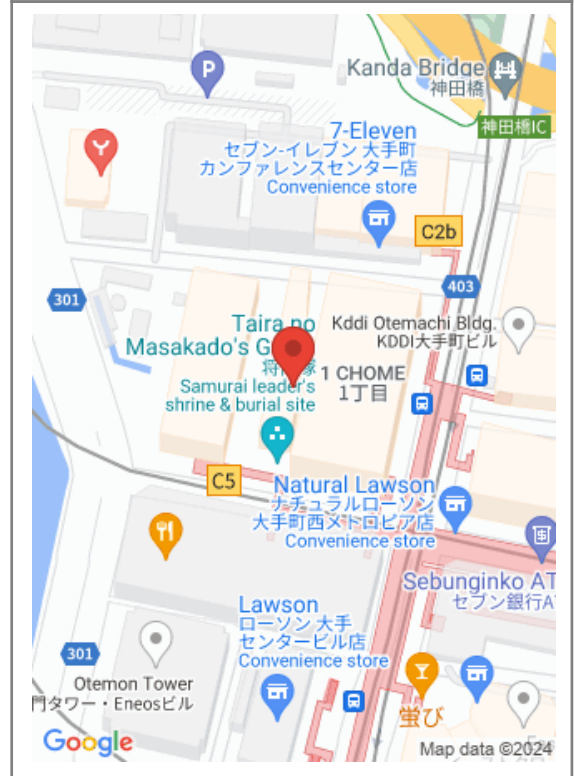 P
Kanda Bridge
神田橋
神田橋IC
7-Eleven
セブン-イレブン 大手町
カンファレンスセンター店
Convenience store
C2b
301
403
Taira no
Masakado's G
Kddi Otemachi Bldg.
KDDI大手町ビル
Samurai leader's
shrine & burial site
1 CHOME
1丁目
C5
Natural Lawson
ナチュラルローソン
大手町西メトロピア店
Convenience store
Sebunginko AT
セブン銀行A
Lawson
ローソン 大手
センタービル店
Convenience store
301
Otemon Tower
門タワー・Eneosビル
蛍び
Google
Map data ©2024